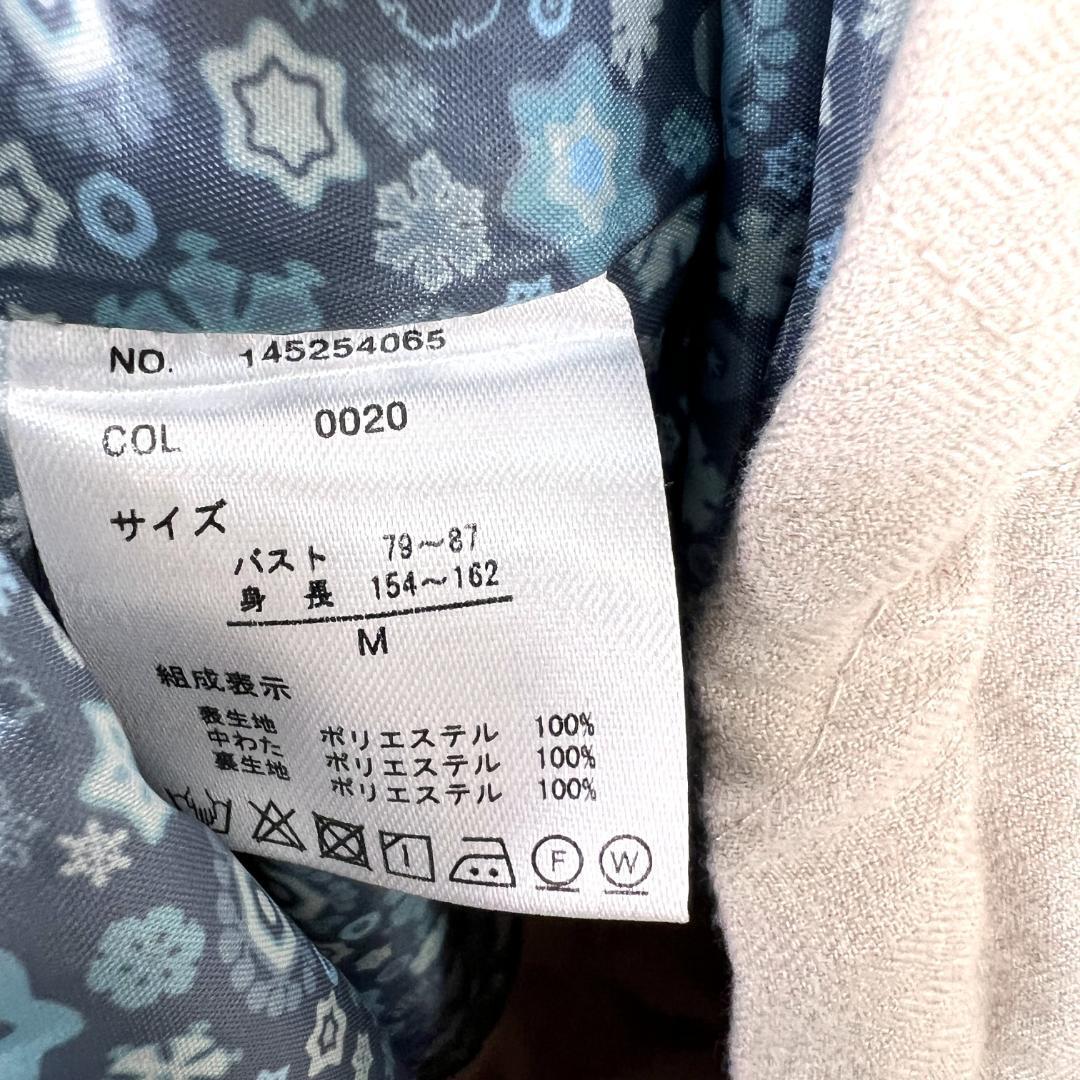 NO. 145254065
COL 0020
サイズ
バスト 79～87
身長 154～162
M
組成表示
表生地 ポリエステル 100%
中わた ポリエステル 100%
裏生地 ポリエステル 100%
F W